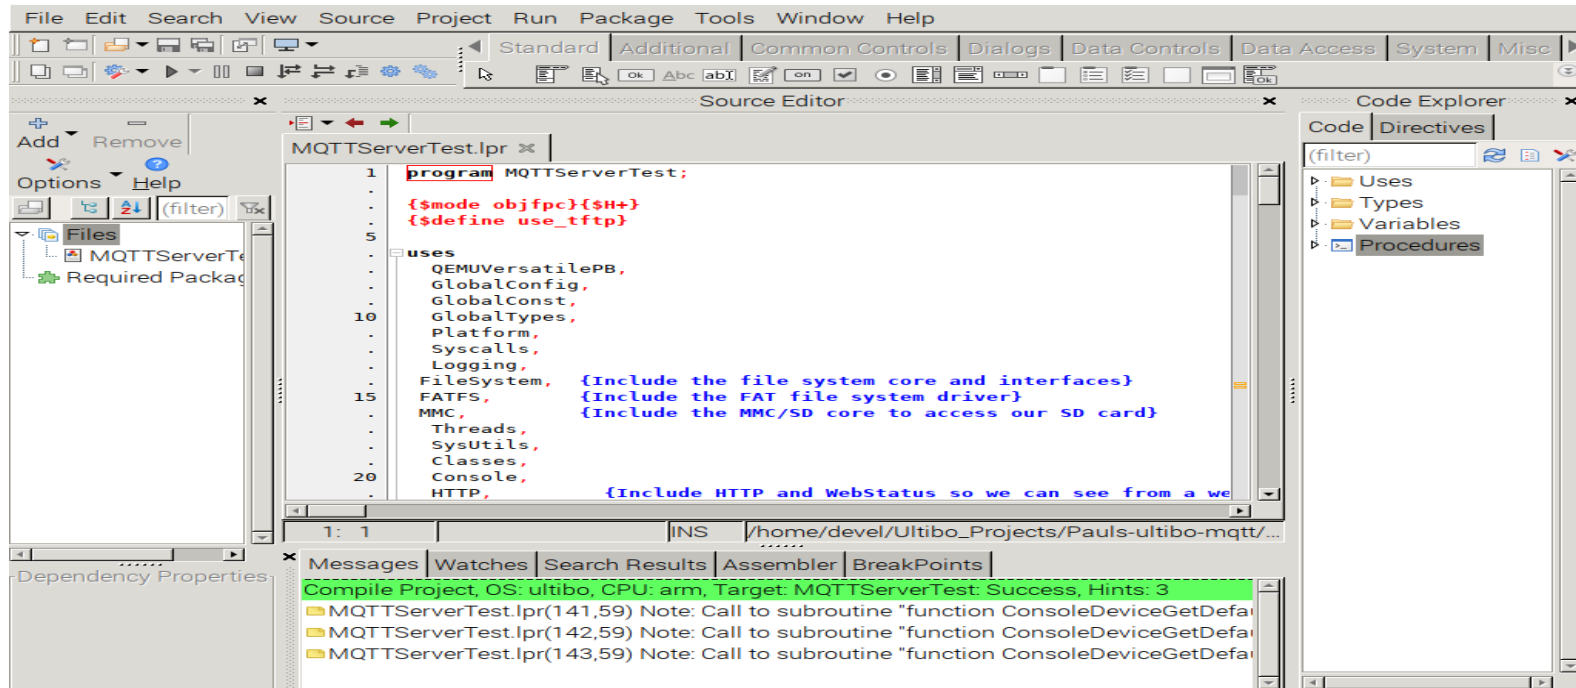 File Edit Search View Source Project Run Package Tools Window Help
Standard Additional Common Controls Dialogs Data Controls Data Access System Misc
Ok Abc abI on Ok
Source Editor
Code Explorer
Add Remove
Options Help
(filter)
Files
MQTTServerTe
Required Packag
Dependency Properties
MQTTServerTest.lpr
1 program MQTTServerTest;
.
. {$mode objfpc}{$H+}
. {$define use_tftp}
5
. uses
. QEMUVersatilePB,
. GlobalConfig,
. GlobalConst,
10 GlobalTypes,
. Platform,
. Syscalls,
. Logging,
. FileSystem, {Include the file system core and interfaces}
15 FATFS, {Include the FAT file system driver}
. MMC, {Include the MMC/SD core to access our SD card}
. Threads,
. SysUtils,
. Classes,
20 Console,
. HTTP, {Include HTTP and WebStatus so we can see from a we
1: 1 INS /home/devel/Ultibo_Projects/Pauls-ultibo-mqtt/...
Messages Watches Search Results Assembler BreakPoints
Compile Project, OS: ultibo, CPU: arm, Target: MQTTServerTest: Success, Hints: 3
MQTTServerTest.lpr(141,59) Note: Call to subroutine "function ConsoleDeviceGetDefau
MQTTServerTest.lpr(142,59) Note: Call to subroutine "function ConsoleDeviceGetDefau
MQTTServerTest.lpr(143,59) Note: Call to subroutine "function ConsoleDeviceGetDefau
Code Directives
(filter)
Uses
Types
Variables
Procedures